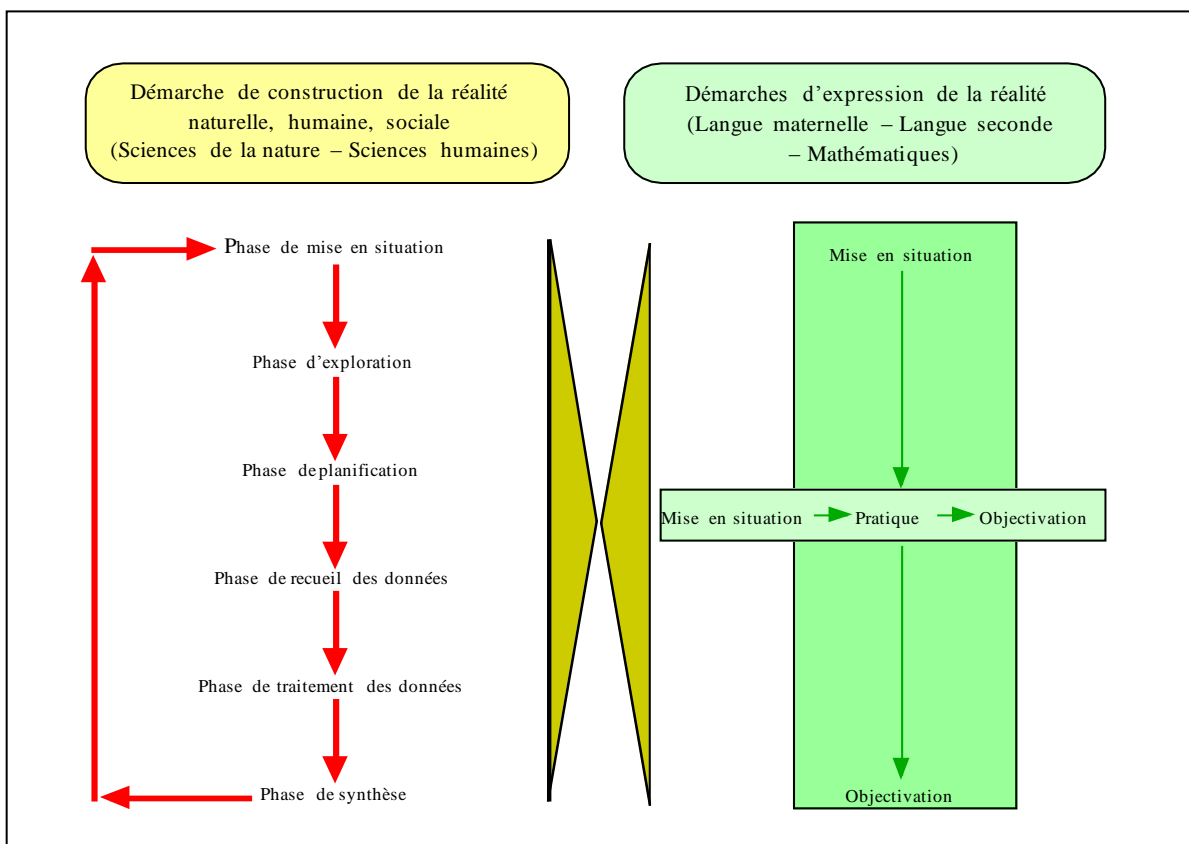 Démarche de construction de la réalité
naturelle, humaine, sociale
(Sciences de la nature – Sciences humaines)
Démarches d'expression de la réalité
(Langue maternelle – Langue seconde
– Mathématiques)
Phase de mise en situation
Phase d'exploration
Phase de planification
Phase de recueil des données
Phase de traitement des données
Phase de synthèse
Mise en situation
Mise en situation Pratique Objectivation
Objectivation